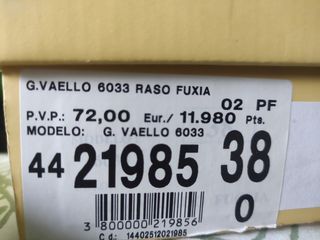 G.VAELLO 6033 RASO FUXIA
02 PF
P.V.P.: 72,00 Eur./ 11.980 Pts.
MODELO: G. VAELLO 6033
44 21985 38
0
3 800000 219856
C.d.: 14402512021985